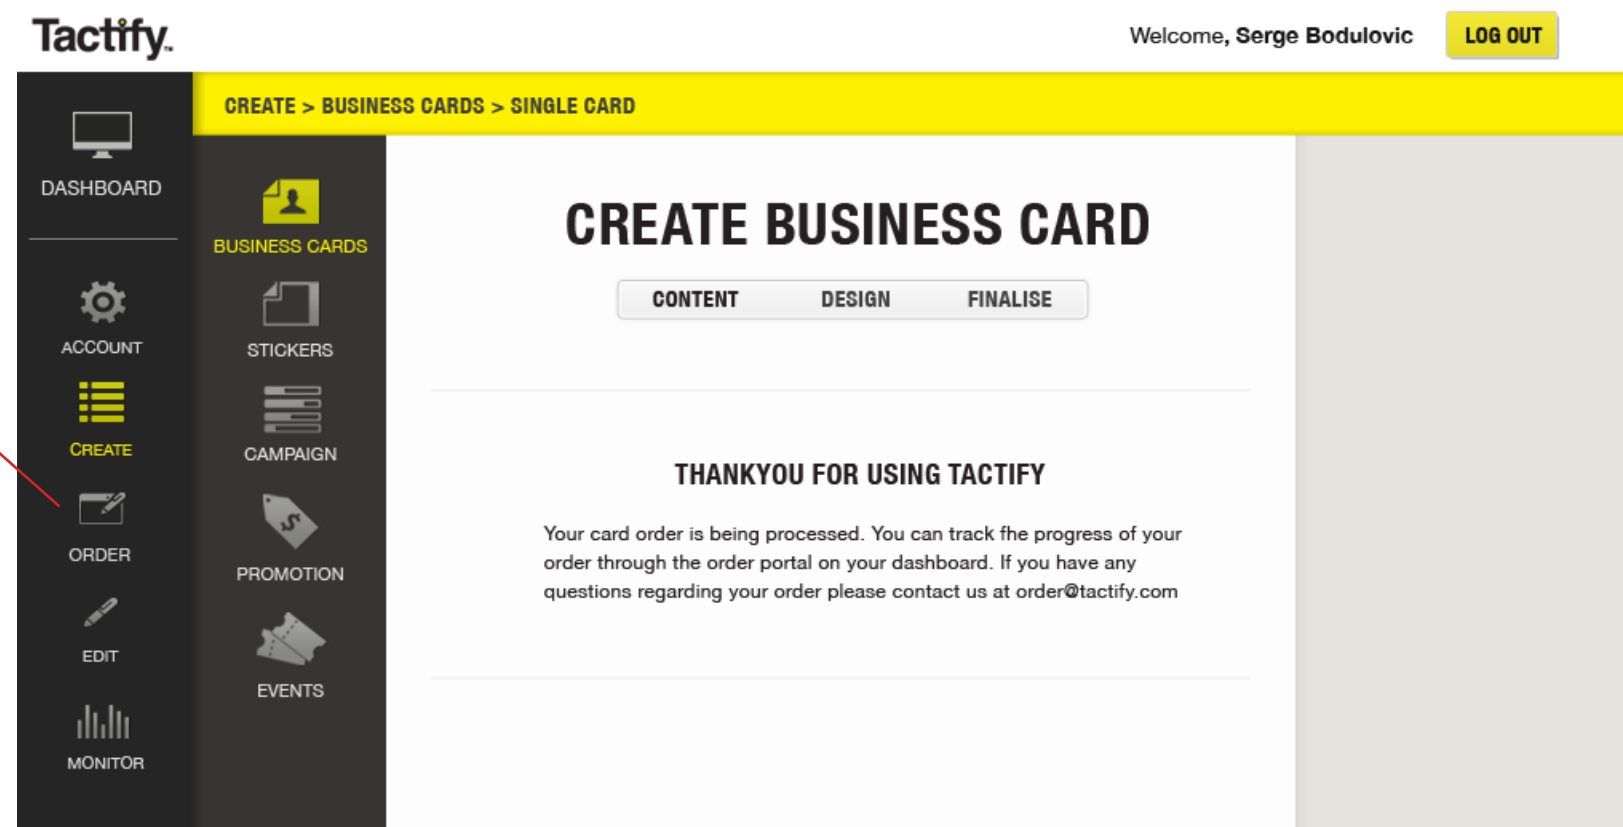 Tactify.
Welcome, Serge Bodulovic
LOG OUT
CREATE > BUSINESS CARDS > SINGLE CARD
DASHBOARD
ACCOUNT
CREATE
ORDER
EDIT
MONITOR
BUSINESS CARDS
STICKERS
CAMPAIGN
$
PROMOTION
EVENTS
CREATE BUSINESS CARD
CONTENT DESIGN FINALISE
THANKYOU FOR USING TACTIFY
Your card order is being processed. You can track fhe progress of your
order through the order portal on your dashboard. If you have any
questions regarding your order please contact us at order@tactify.com